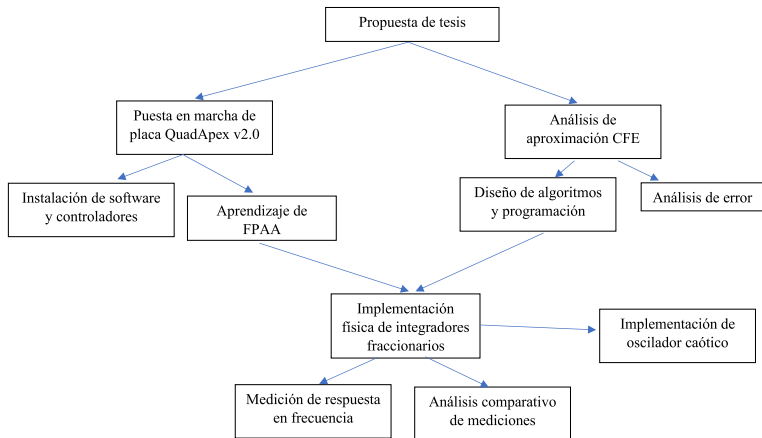 Propuesta de tesis
Puesta en marcha de
placa QuadApex v2.0
Análisis de
aproximación CFE
Instalación de software
y controladores
Aprendizaje de
FPAA
Diseño de algoritmos
y programación
Análisis de error
Implementación
física de integradores
fraccionarios
Implementación de
oscilador caótico
Medición de respuesta
en frecuencia
Análisis comparativo
de mediciones